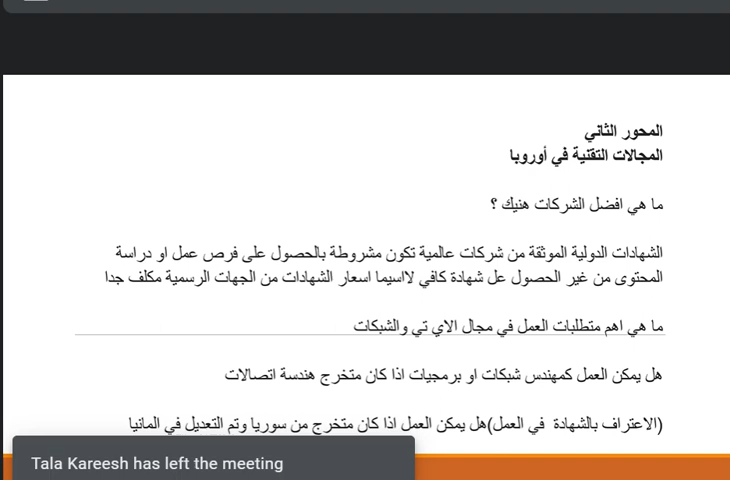 المحور الثاني
المجالات التقنية في أوروبا
ما هي افضل الشركات هنيك ؟
الشهادات الدولية الموثقة من شركات عالمية تكون مشروطة بالحصول على فرص عمل او دراسة
المحتوى من غير الحصول عل شهادة كافي لااسيما اسعار الشهادات من الجهات الرسمية مكلف جدا
ما هي اهم متطلبات العمل في مجال الاي تي والشبكات
هل يمكن العمل كمهندس شبكات او برمجيات اذا كان متخرج هندسة اتصالات
(الاعتراف بالشهادة في العمل)هل يمكن العمل اذا كان متخرج من سوريا وتم التعديل في المانيا
Tala Kareesh has left the meeting